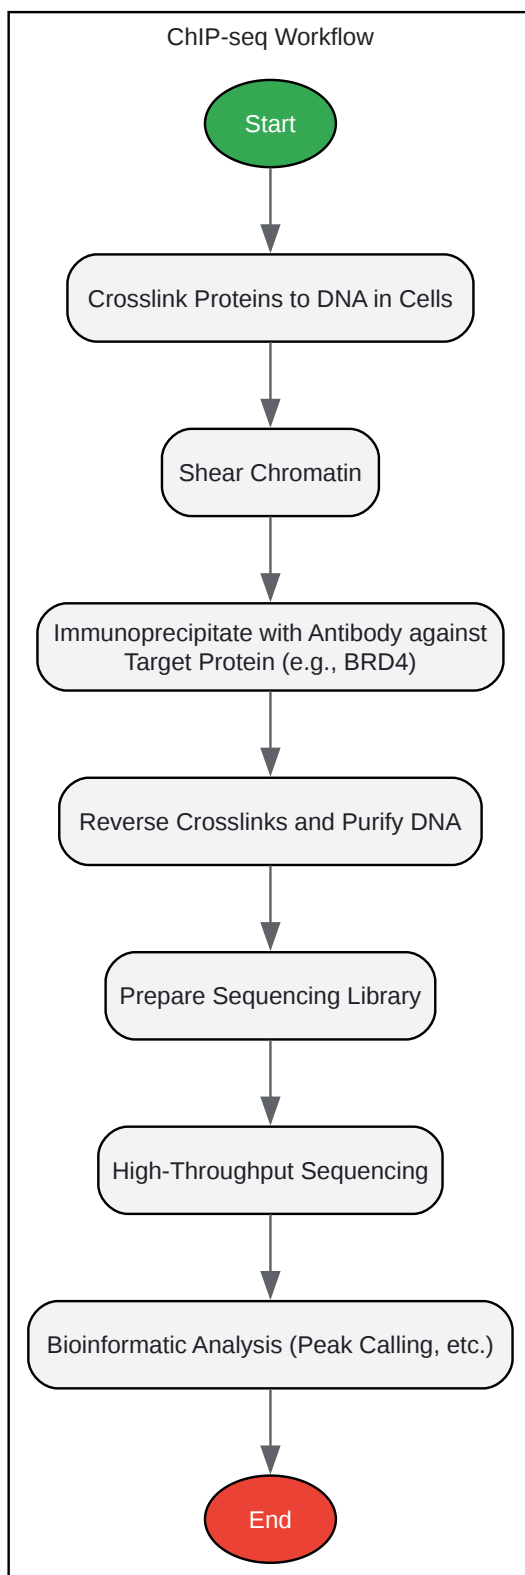 ChIP-seq Workflow
Start
Crosslink Proteins to DNA in Cells
Shear Chromatin
Immunoprecipitate with Antibody against
Target Protein (e.g., BRD4)
Reverse Crosslinks and Purify DNA
Prepare Sequencing Library
High-Throughput Sequencing
Bioinformatic Analysis (Peak Calling, etc.)
End